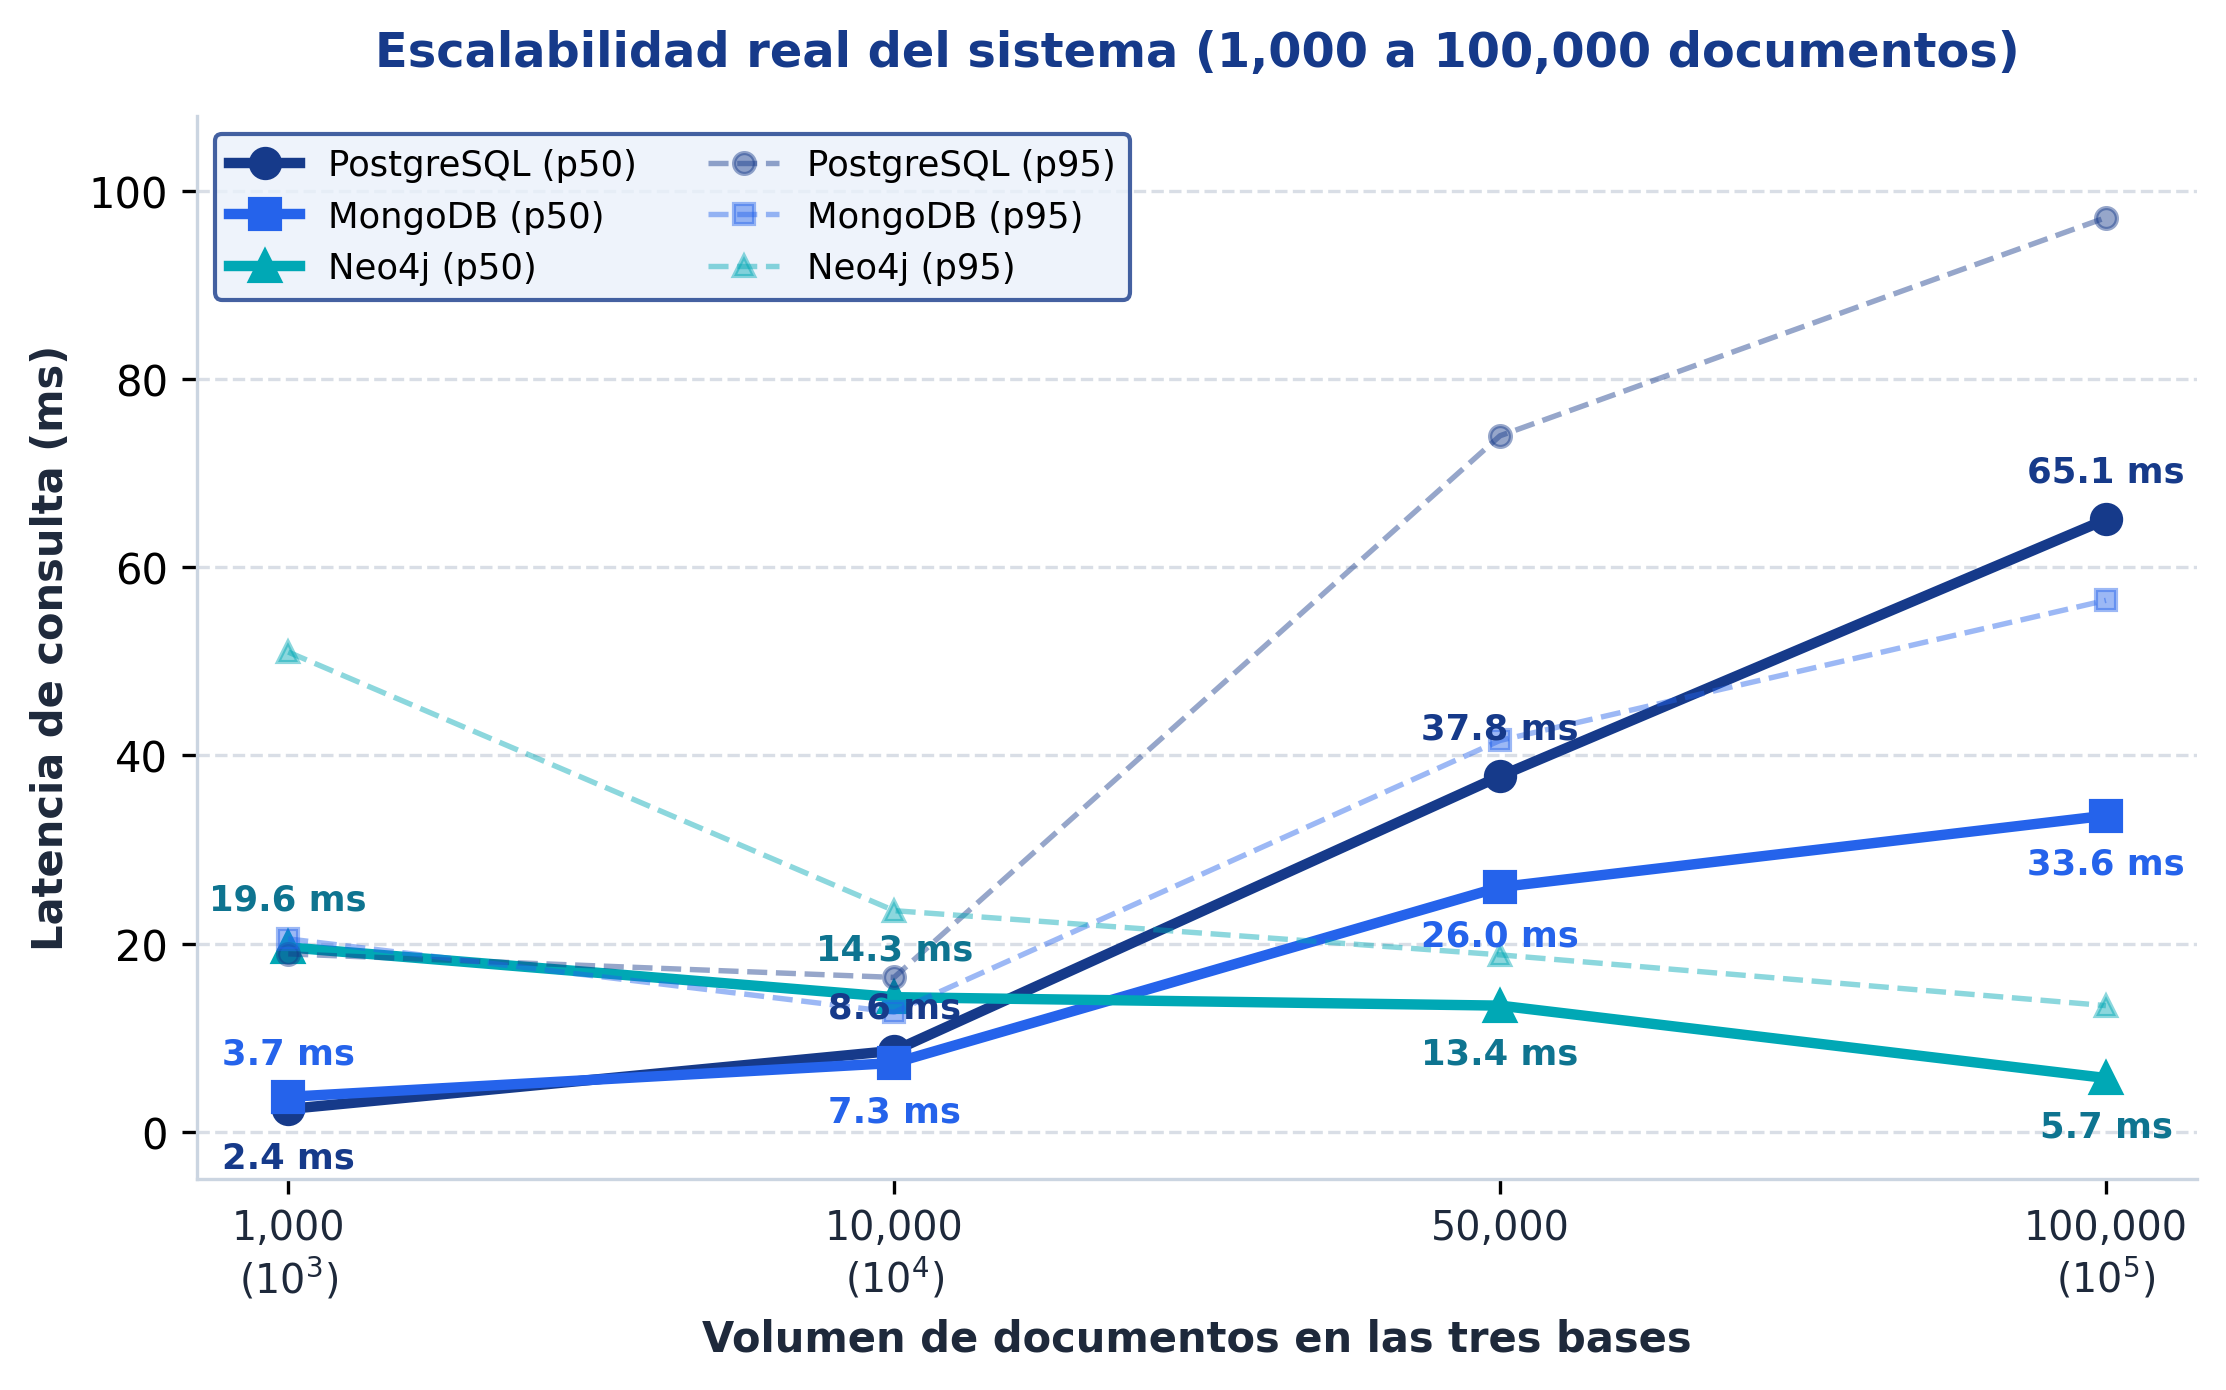 Escalabilidad real del sistema (1,000 a 100,000 documentos)
PostgreSQL (p50)
MongoDB (p50)
Neo4j (p50)
PostgreSQL (p95)
MongoDB (p95)
Neo4j (p95)
Latencia de consulta (ms)
100
80
60
40
20
0
65.1 ms
37.8 ms
33.6 ms
19.6 ms
14.3 ms
26.0 ms
8.6 ms
3.7 ms
13.4 ms
7.3 ms
5.7 ms
2.4 ms
1,000
(10³)
10,000
(10⁴)
50,000
100,000
(10⁵)
Volumen de documentos en las tres bases